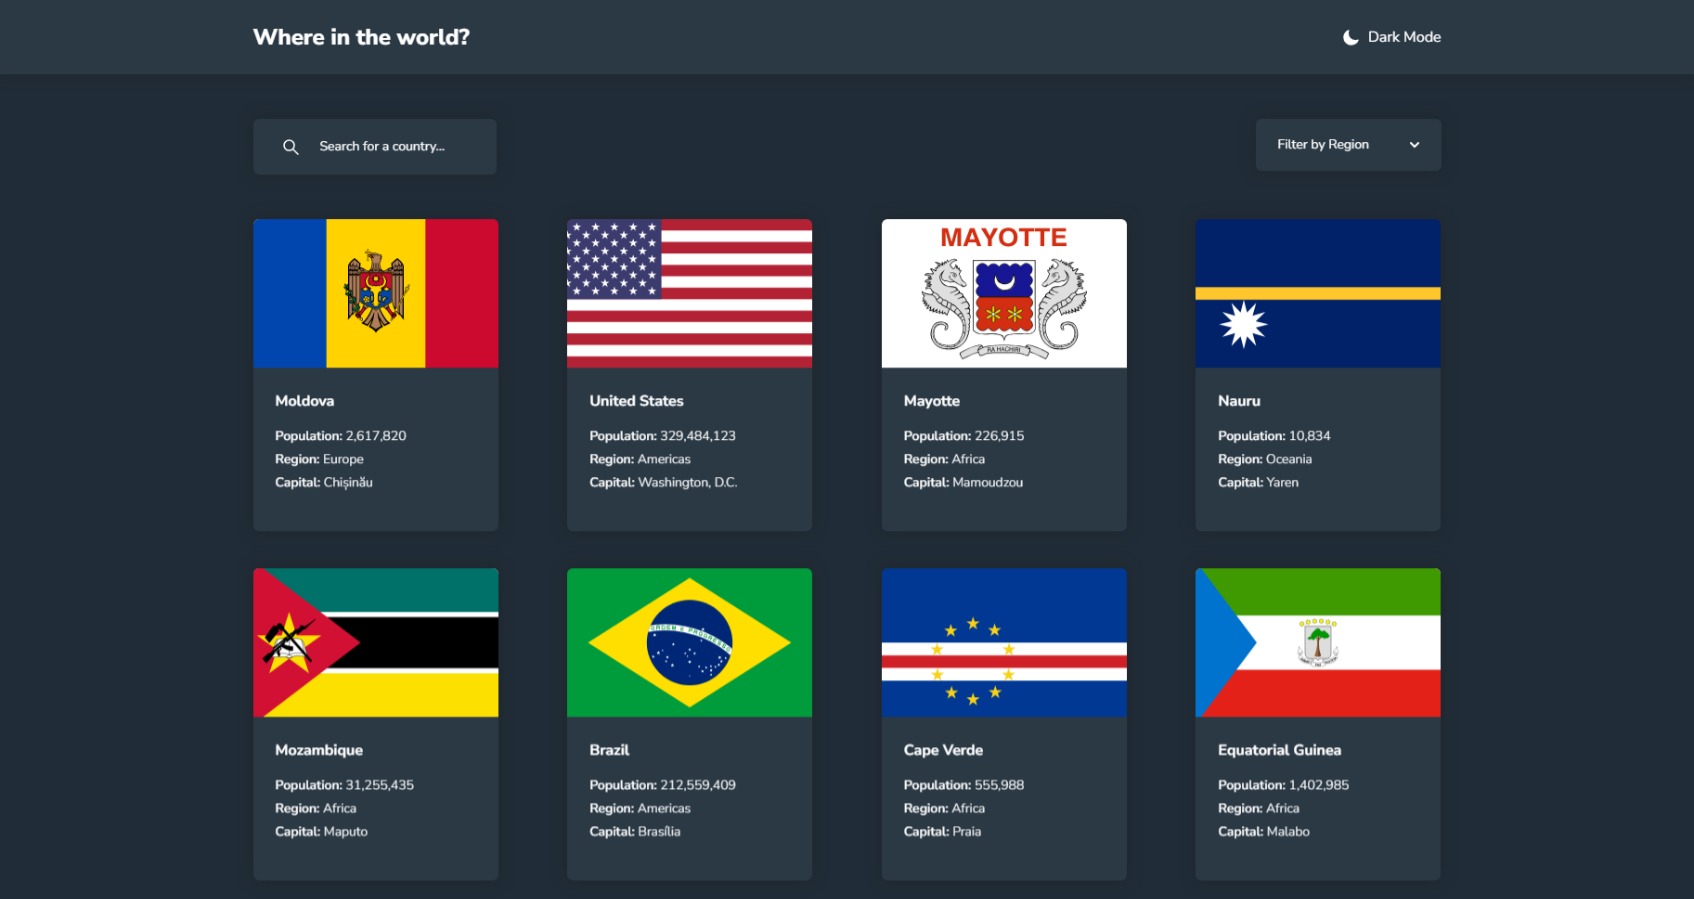 Where in the world?
Dark Mode
Search for a country...
Filter by Region
MAYOTTE
RA HACHIRI
Moldova
Population: 2,617,820
Region: Europe
Capital: Chișinău
United States
Population: 329,484,123
Region: Americas
Capital: Washington, D.C.
Mayotte
Population: 226,915
Region: Africa
Capital: Mamoudzou
Nauru
Population: 10,834
Region: Oceania
Capital: Yaren
ORDEM E PROGRESSO
Mozambique
Population: 31,255,435
Region: Africa
Capital: Maputo
Brazil
Population: 212,559,409
Region: Americas
Capital: Brasília
Cape Verde
Population: 555,988
Region: Africa
Capital: Praia
Equatorial Guinea
Population: 1,402,985
Region: Africa
Capital: Malabo